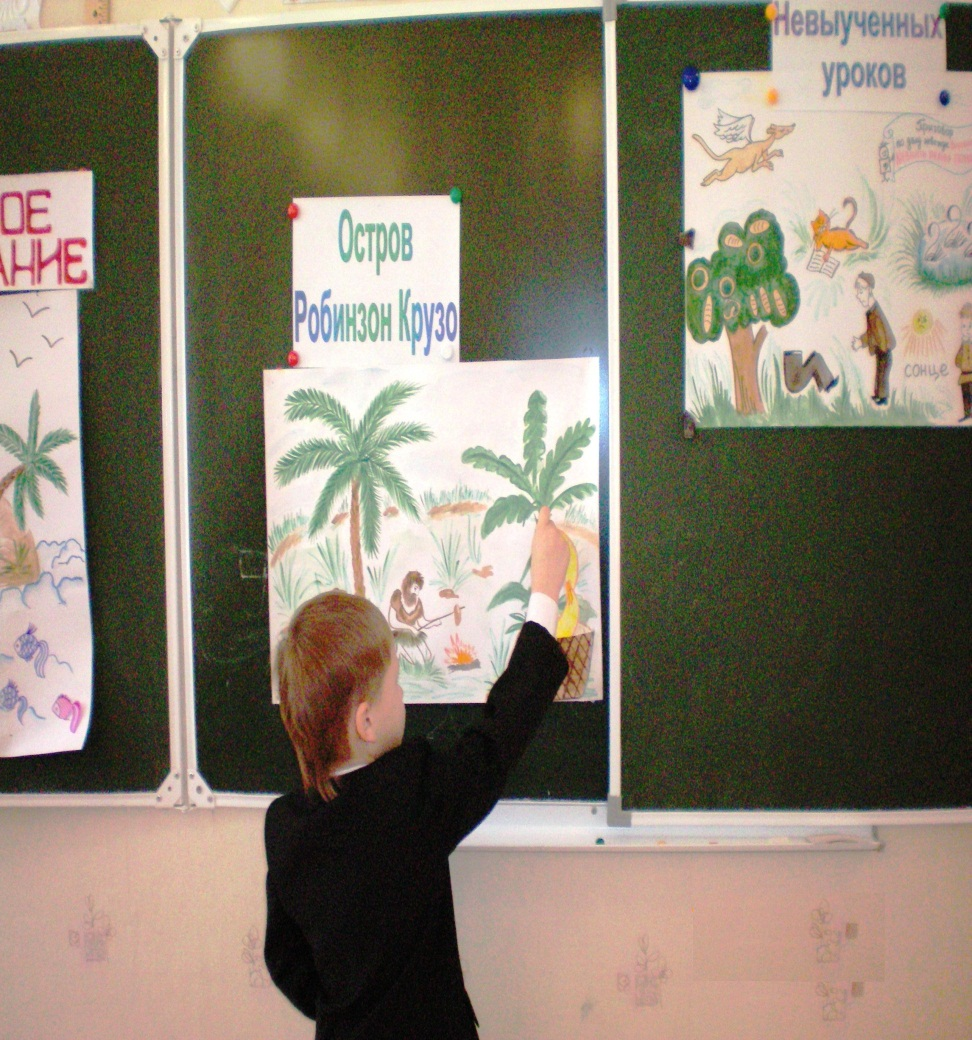 ОЕ
АНИЕ
Остров
Робинзон Крузо
Невыученных
уроков
сонце